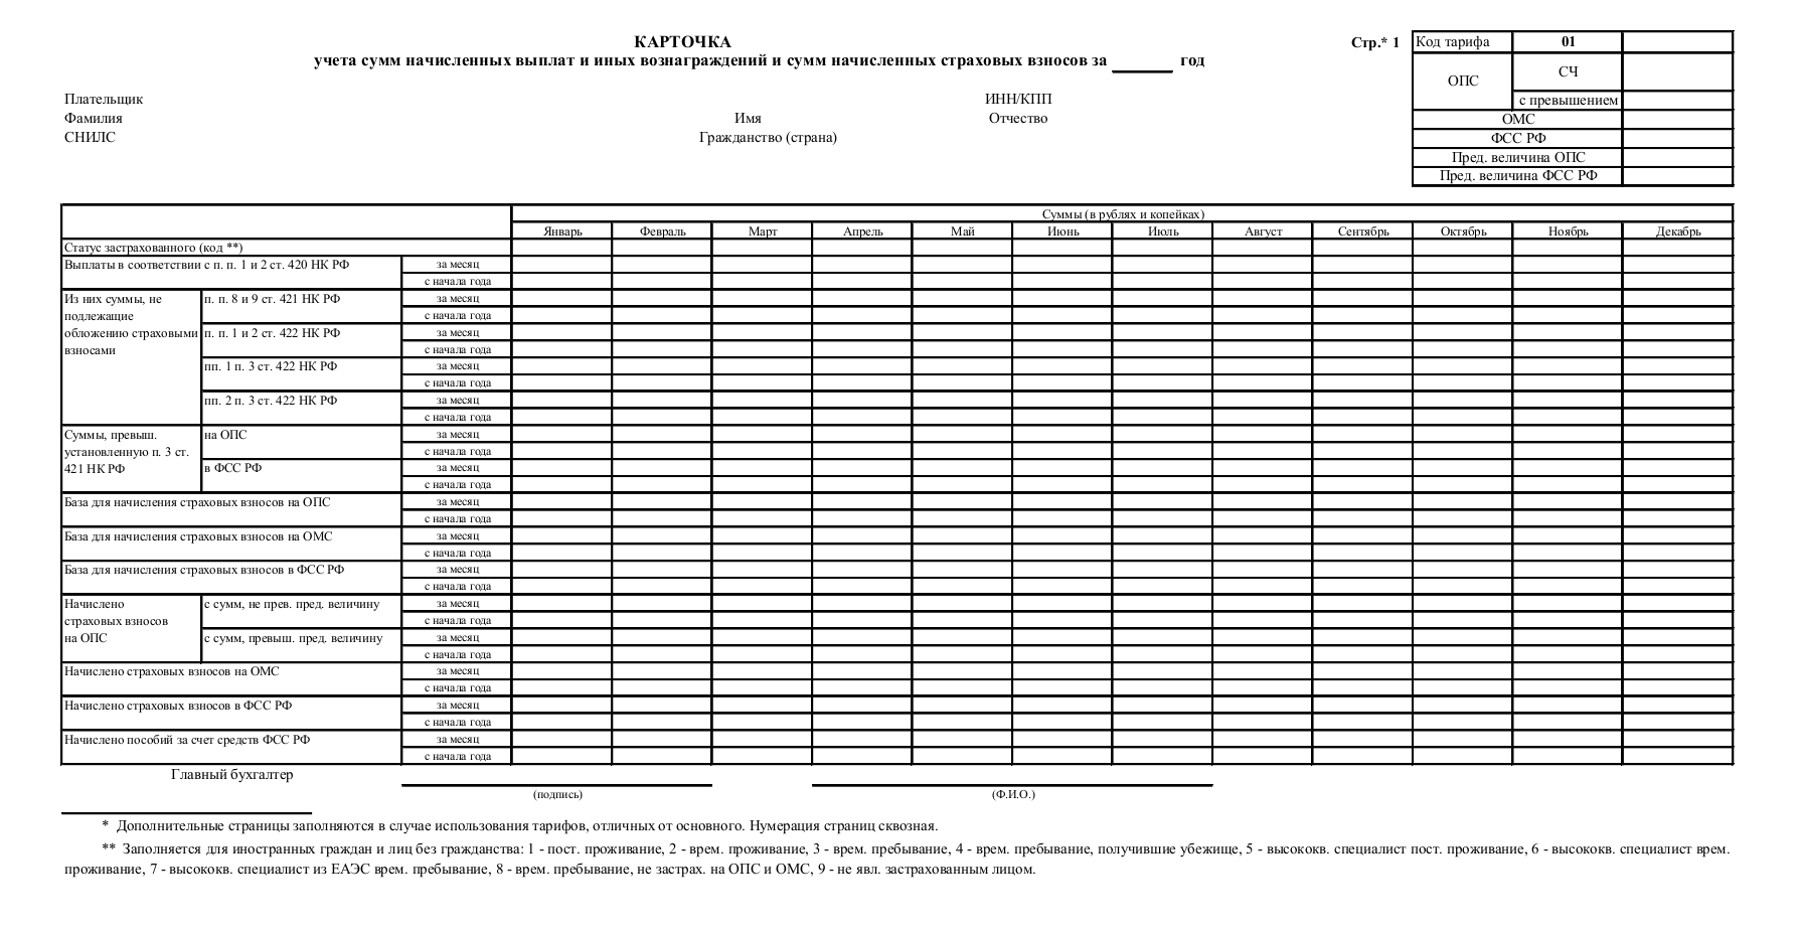 КАРТОЧКА
учета сумм начисленных выплат и иных вознаграждений и сумм начисленных страховых взносов за ________ год
Стр.* 1
Код тарифа 01
ОПС СЧ
с превышением
ОМС
ФСС РФ
Пред. величина ОПС
Пред. величина ФСС РФ
Плательщик ИНН/КПП
Фамилия Имя Отчество
СНИЛС Гражданство (страна)
Суммы (в рублях и копейках)
Январь Февраль Март Апрель Май Июнь Июль Август Сентябрь Октябрь Ноябрь Декабрь
Статус застрахованного (код **)
Выплаты в соответствии с п. п. 1 и 2 ст. 420 НК РФ за месяц
с начала года
Из них суммы, не
подлежащие
обложению страховыми
взносами
п. п. 8 и 9 ст. 421 НК РФ за месяц
с начала года
п. п. 1 и 2 ст. 422 НК РФ за месяц
с начала года
пп. 1 п. 3 ст. 422 НК РФ за месяц
с начала года
пп. 2 п. 3 ст. 422 НК РФ за месяц
с начала года
Суммы, превыш.
установленную п. 3 ст.
421 НК РФ
на ОПС за месяц
с начала года
в ФСС РФ за месяц
с начала года
База для начисления страховых взносов на ОПС за месяц
с начала года
База для начисления страховых взносов на ОМС за месяц
с начала года
База для начисления страховых взносов в ФСС РФ за месяц
с начала года
Начислено
страховых взносов
на ОПС
с сумм, не прев. пред. величину за месяц
с начала года
с сумм, превыш. пред. величину за месяц
с начала года
Начислено страховых взносов на ОМС за месяц
с начала года
Начислено страховых взносов в ФСС РФ за месяц
с начала года
Начислено пособий за счет средств ФСС РФ за месяц
с начала года
Главный бухгалтер
(подпись) (Ф.И.О.)
* Дополнительные страницы заполняются в случае использования тарифов, отличных от основного. Нумерация страниц сквозная.
** Заполняется для иностранных граждан и лиц без гражданства: 1 - пост. проживание, 2 - врем. проживание, 3 - врем. пребывание, 4 - врем. пребывание, получившие убежище, 5 - высококв. специалист пост. проживание, 6 - высококв. специалист врем.
проживание, 7 - высококв. специалист из ЕАЭС врем. пребывание, 8 - врем. пребывание, не застрах. на ОПС и ОМС, 9 - не явл. застрахованным лицом.